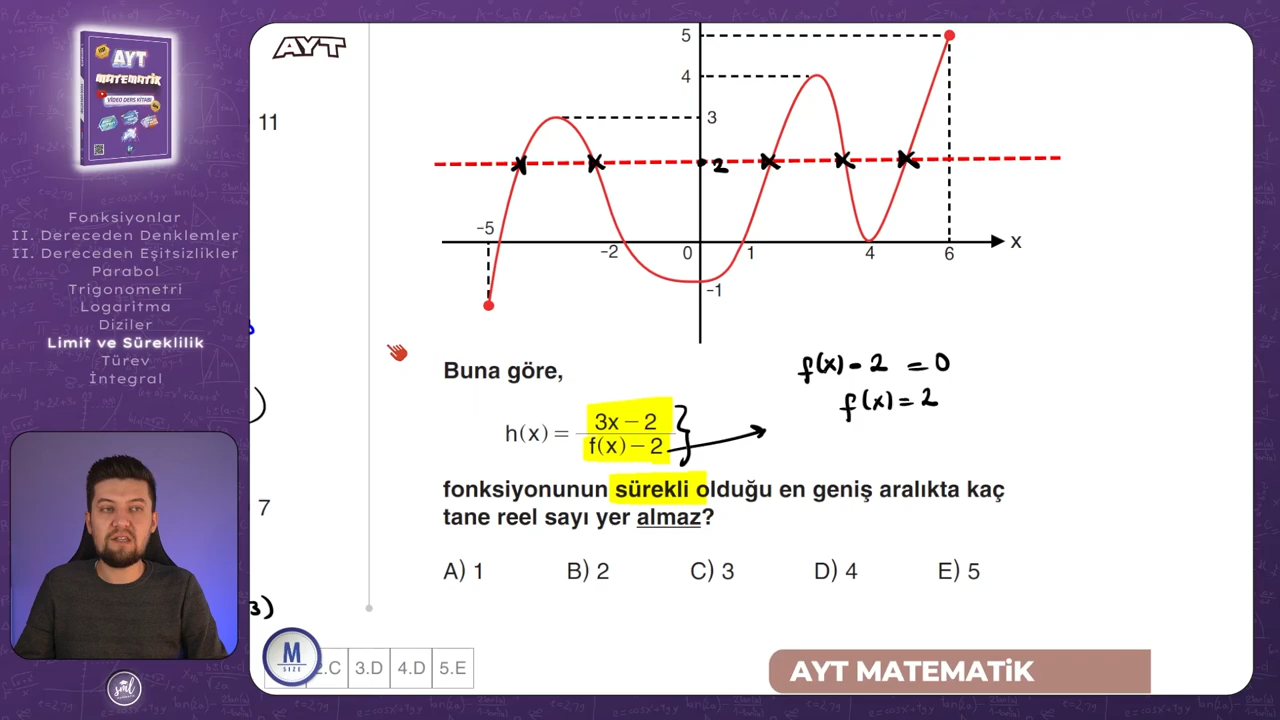 AYT
MATEMATİK
VİDEO DERS KİTABI
AYT
11
Fonksiyonlar
II. Dereceden Denklemler
II. Dereceden Eşitsizlikler
Parabol
Trigonometri
Logaritma
Diziler
Limit ve Süreklilik
Türev
İntegral
7
3)
5
4
3
2
-5
-2
0
1
4
6
x
-1
Buna göre,
f(x) - 2 = 0
f(x) = 2
h(x) = 3x − 2 / f(x) − 2
fonksiyonunun sürekli olduğu en geniş aralıkta kaç
tane reel sayı yer almaz?
A) 1 B) 2 C) 3 D) 4 E) 5
M
SIZE
.C 3.D 4.D 5.E
AYT MATEMATİK
sml